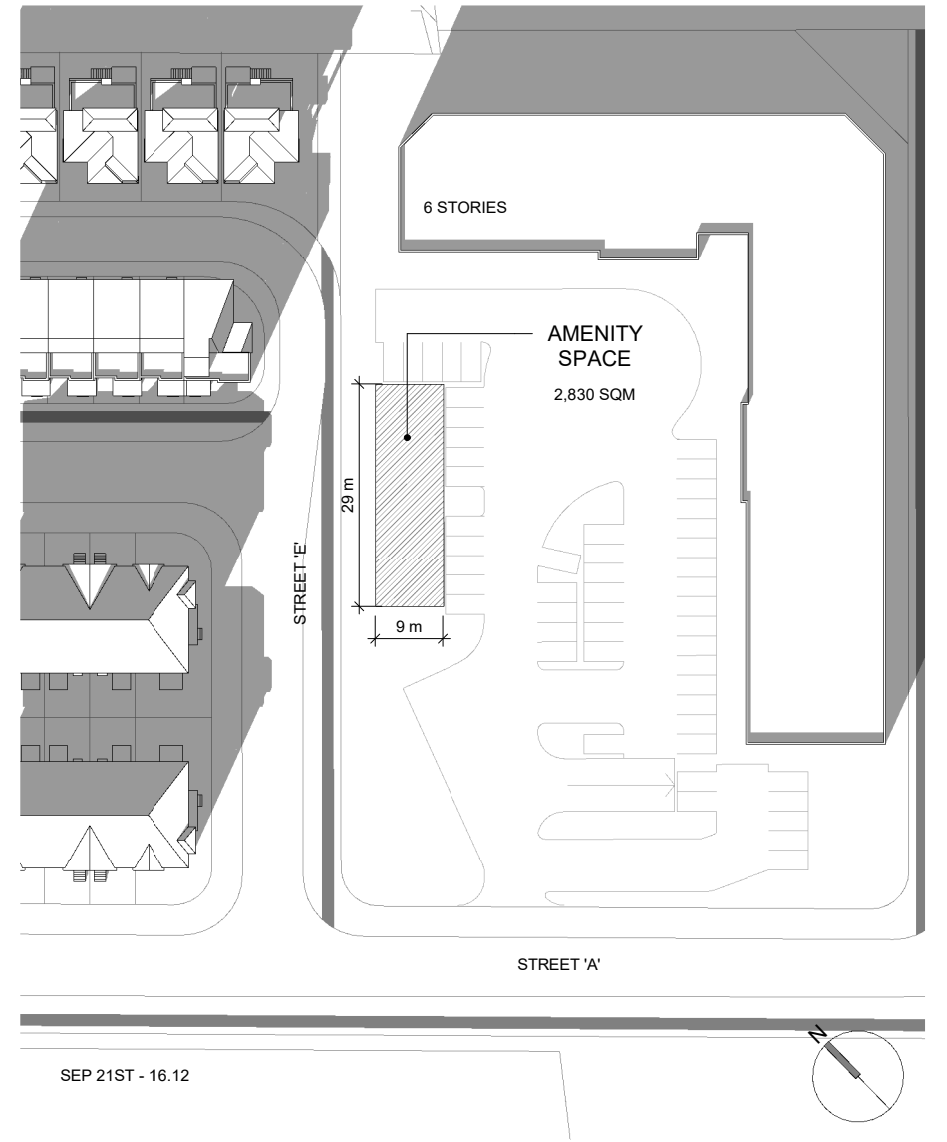 6 STORIES
AMENITY
SPACE
2,830 SQM
29 m
9 m
STREET 'E'
STREET 'A'
N
SEP 21ST - 16.12